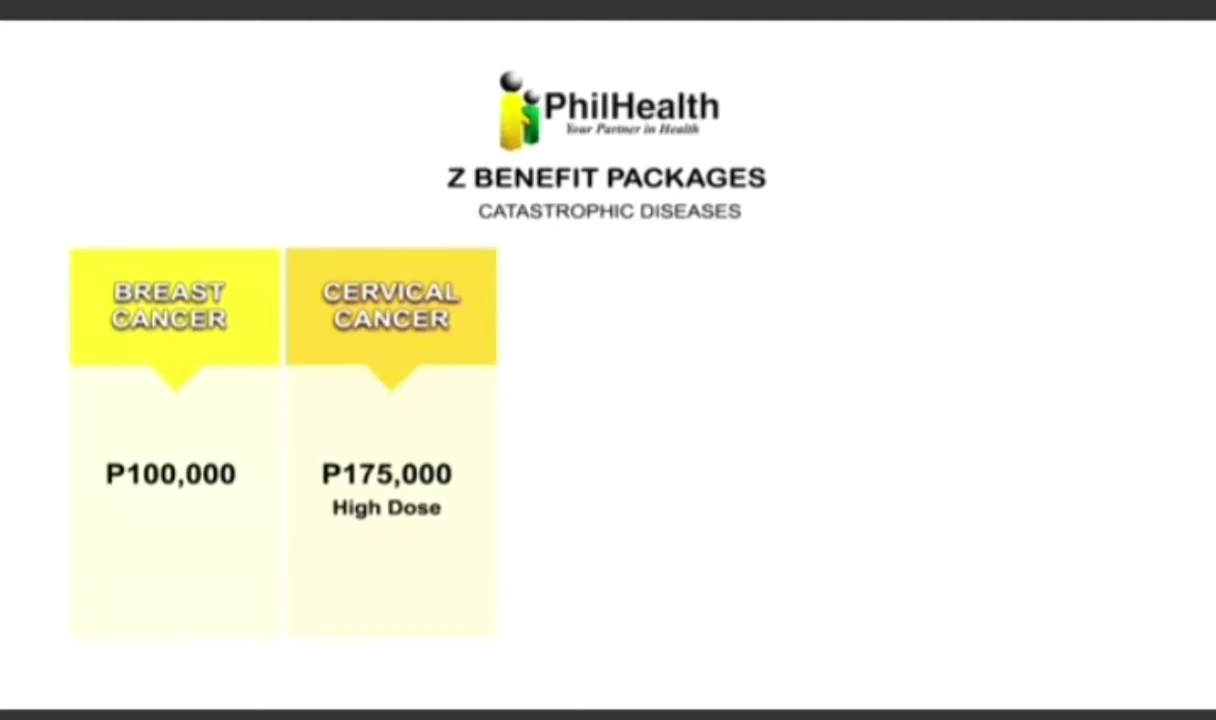 PhilHealth
Your Partner in Health
Z BENEFIT PACKAGES
CATASTROPHIC DISEASES
BREAST
CANCER
P100,000
CERVICAL
CANCER
P175,000
High Dose